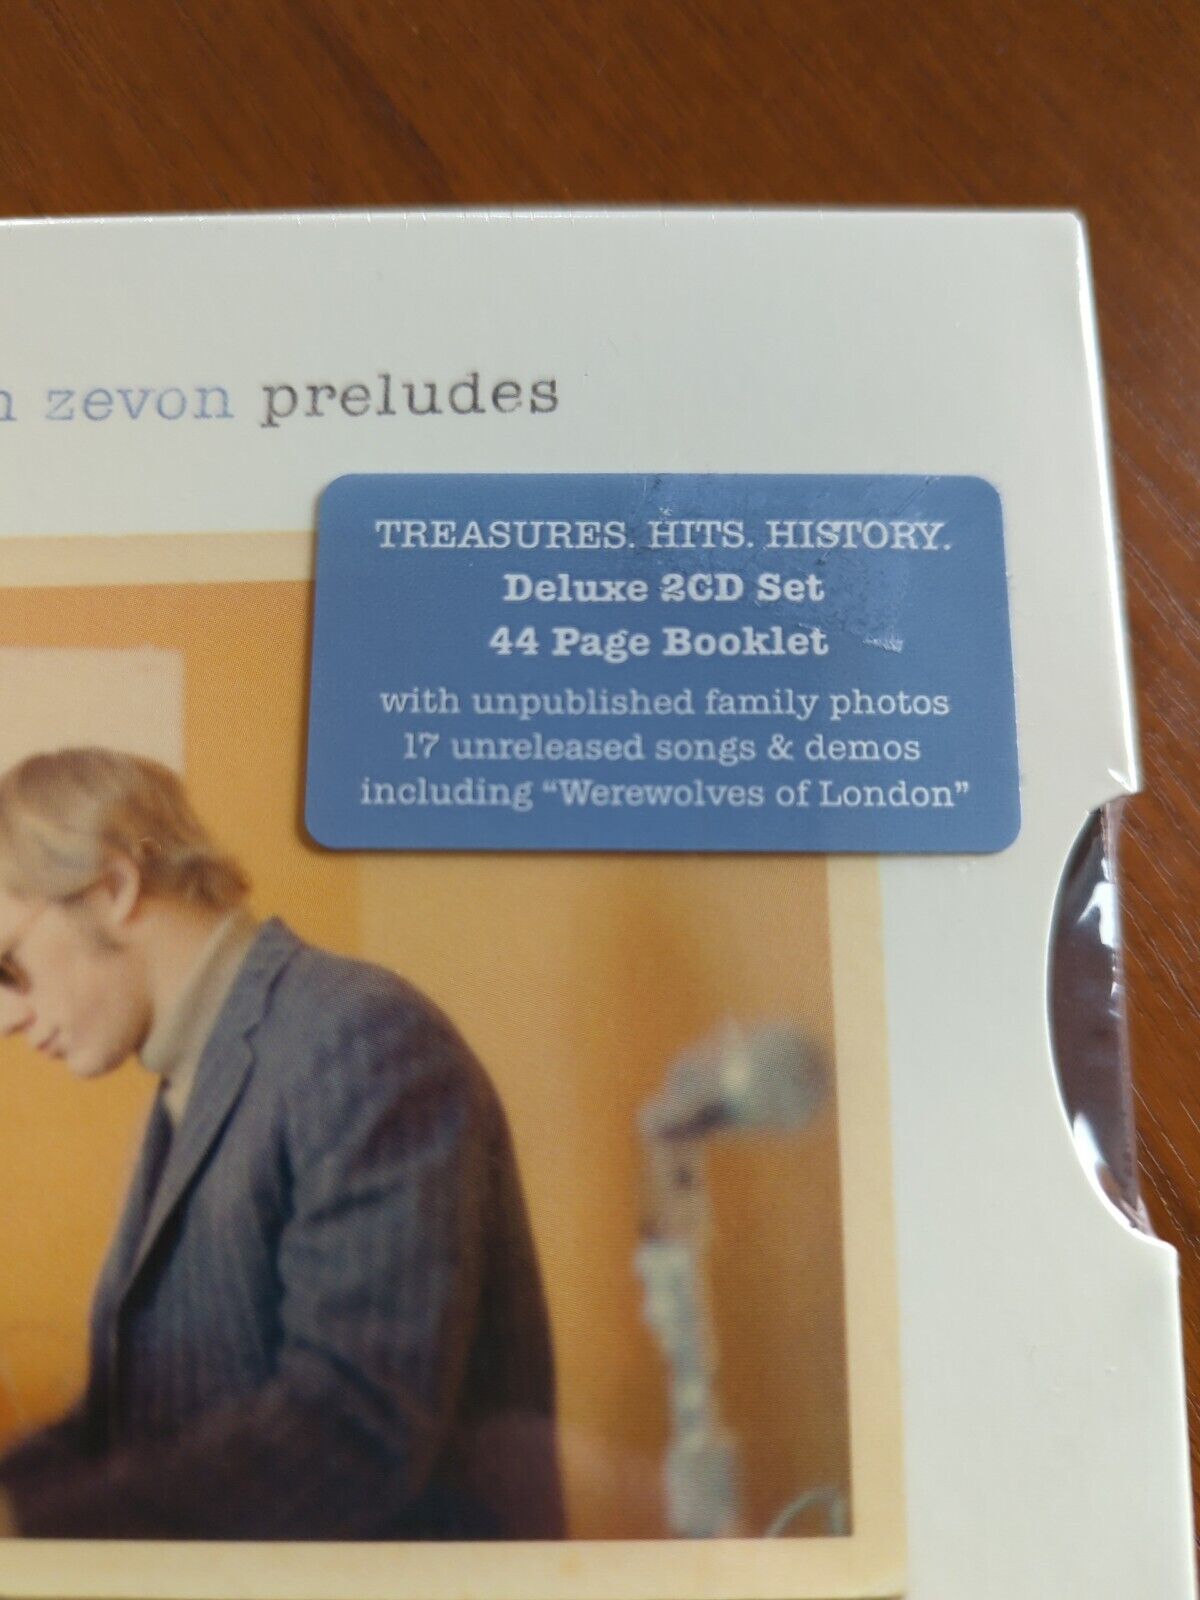 zevon preludes
TREASURES. HITS. HISTORY.
Deluxe 2CD Set
44 Page Booklet
with unpublished family photos
17 unreleased songs & demos
including “Werewolves of London”